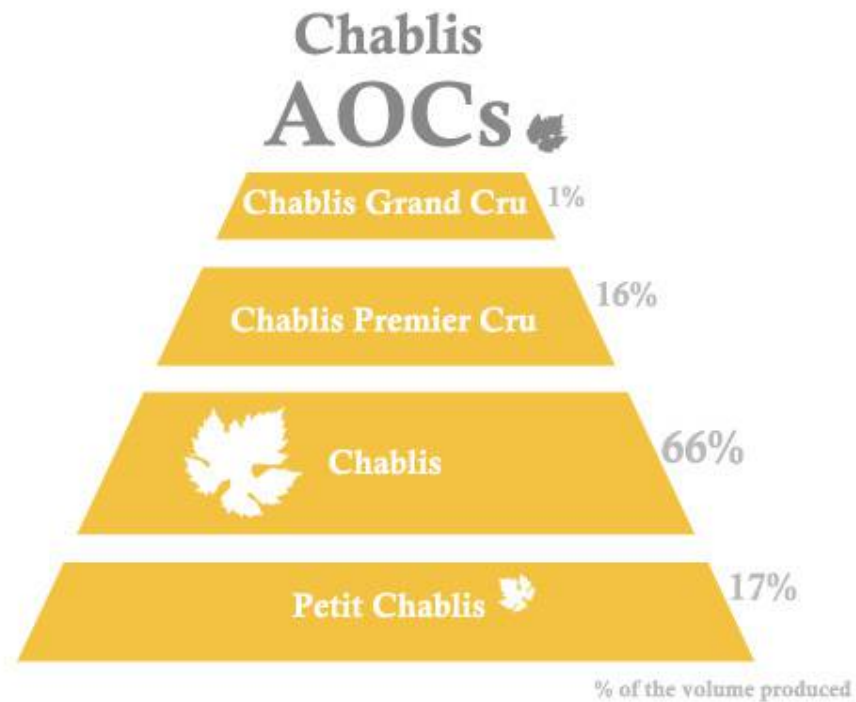 Chablis
AOCs
Chablis Grand Cru 1%
Chablis Premier Cru 16%
Chablis 66%
Petit Chablis 17%
% of the volume produced